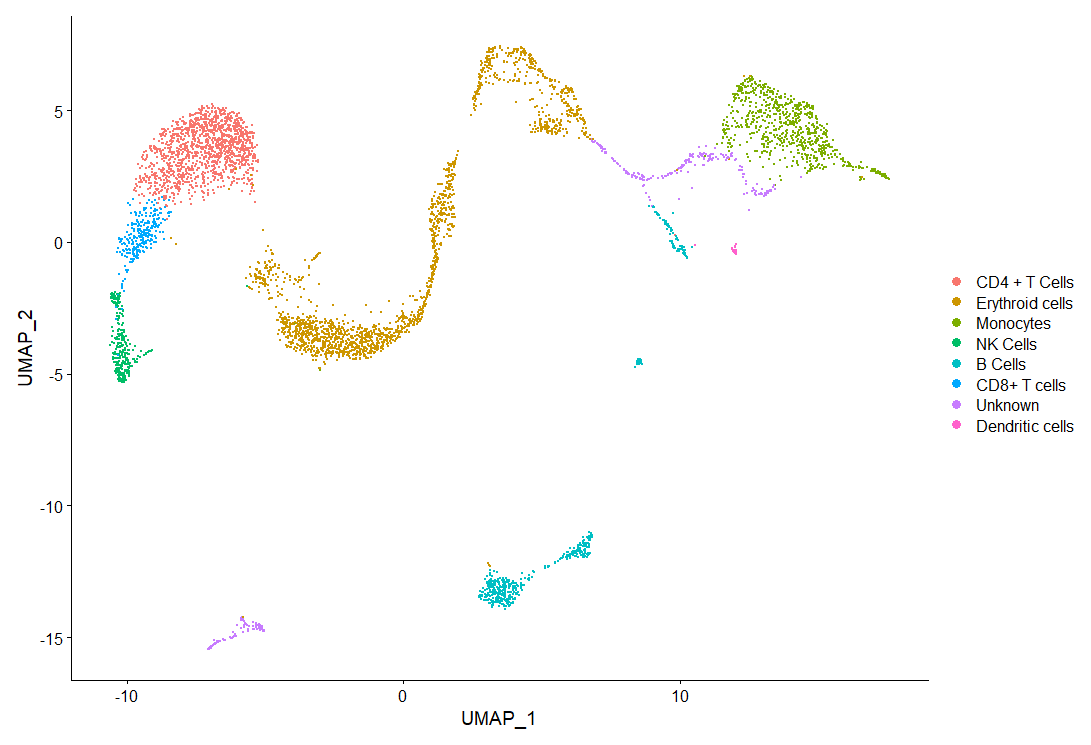 5
0
-5
-10
-15
UMAP_2
-10
0
10
UMAP_1
CD4 + T Cells
Erythroid cells
Monocytes
NK Cells
B Cells
CD8+ T cells
Unknown
Dendritic cells